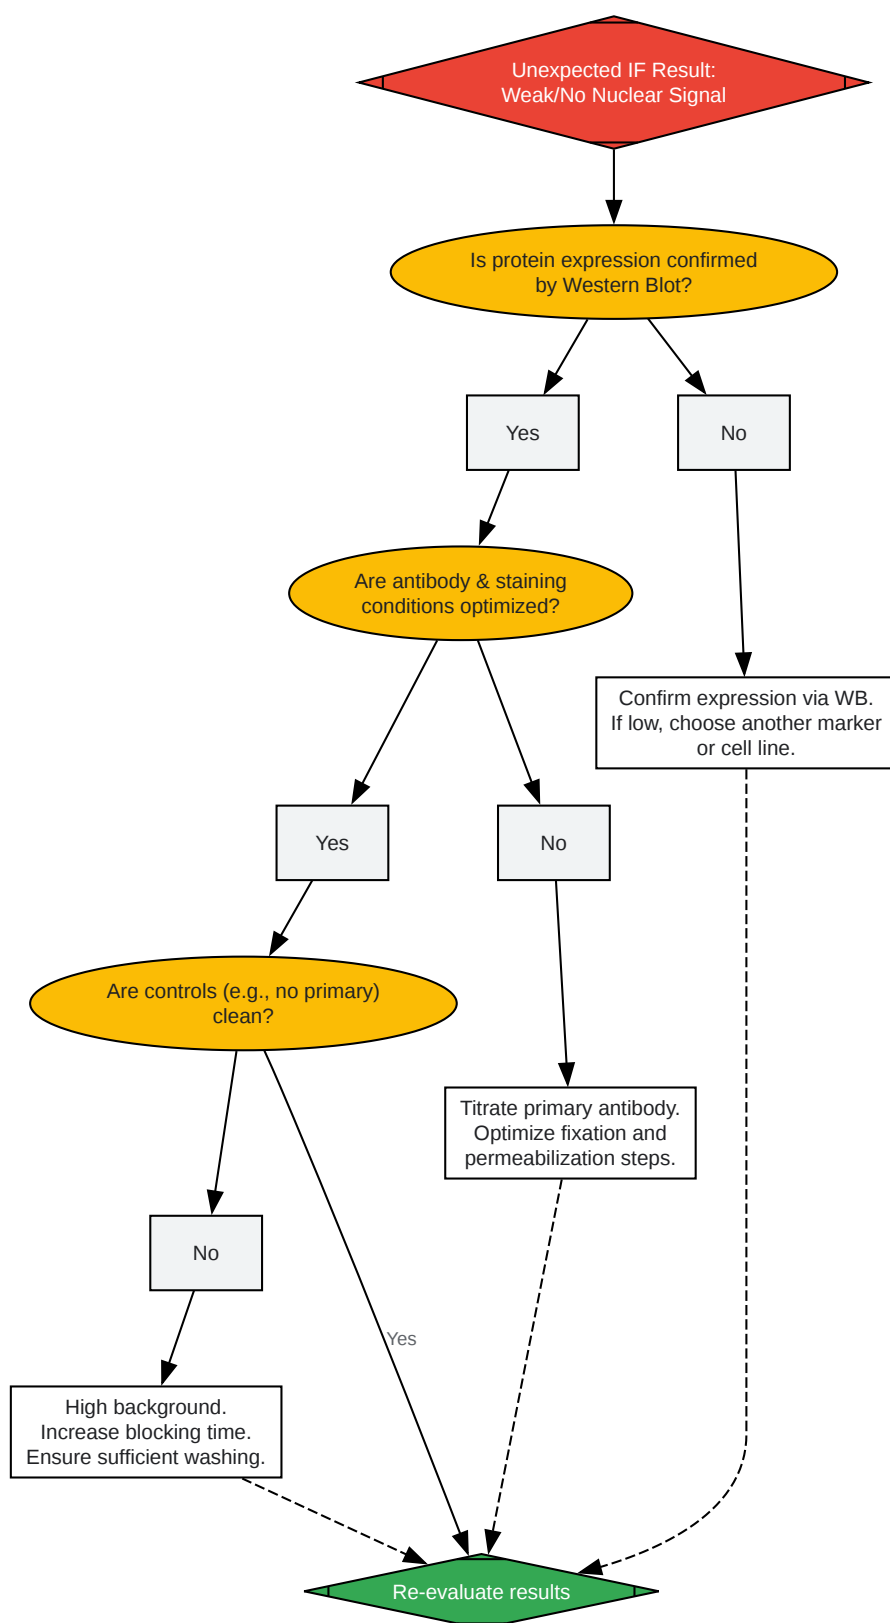 Unexpected IF Result:
Weak/No Nuclear Signal
Is protein expression confirmed
by Western Blot?
Yes
No
Are antibody & staining
conditions optimized?
Confirm expression via WB.
If low, choose another marker
or cell line.
Yes
No
Are controls (e.g., no primary)
clean?
Titrate primary antibody.
Optimize fixation and
permeabilization steps.
No
Yes
High background.
Increase blocking time.
Ensure sufficient washing.
Re-evaluate results